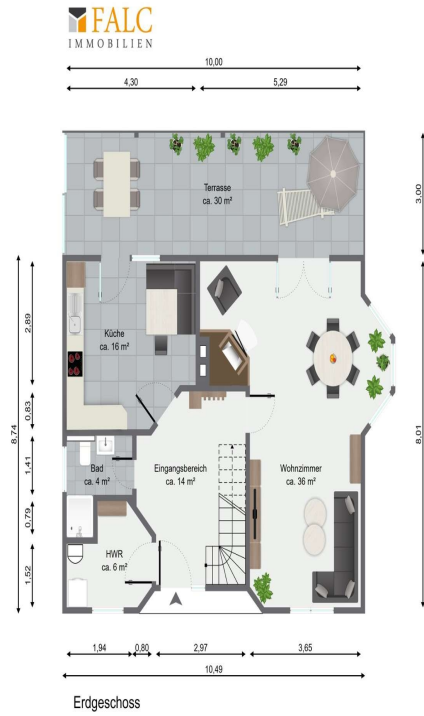 FALC
IMMOBILIEN
10,00
4,30 5,29
Terrasse
ca. 30 m²
3,00
Küche
ca. 16 m²
2,89
0,83
8,74
1,41
0,79
1,52
8,01
Bad
ca. 4 m²
Eingangsbereich
ca. 14 m²
Wohnzimmer
ca. 36 m²
HWR
ca. 6 m²
1,94 0,80 2,97 3,65
10,49
Erdgeschoss